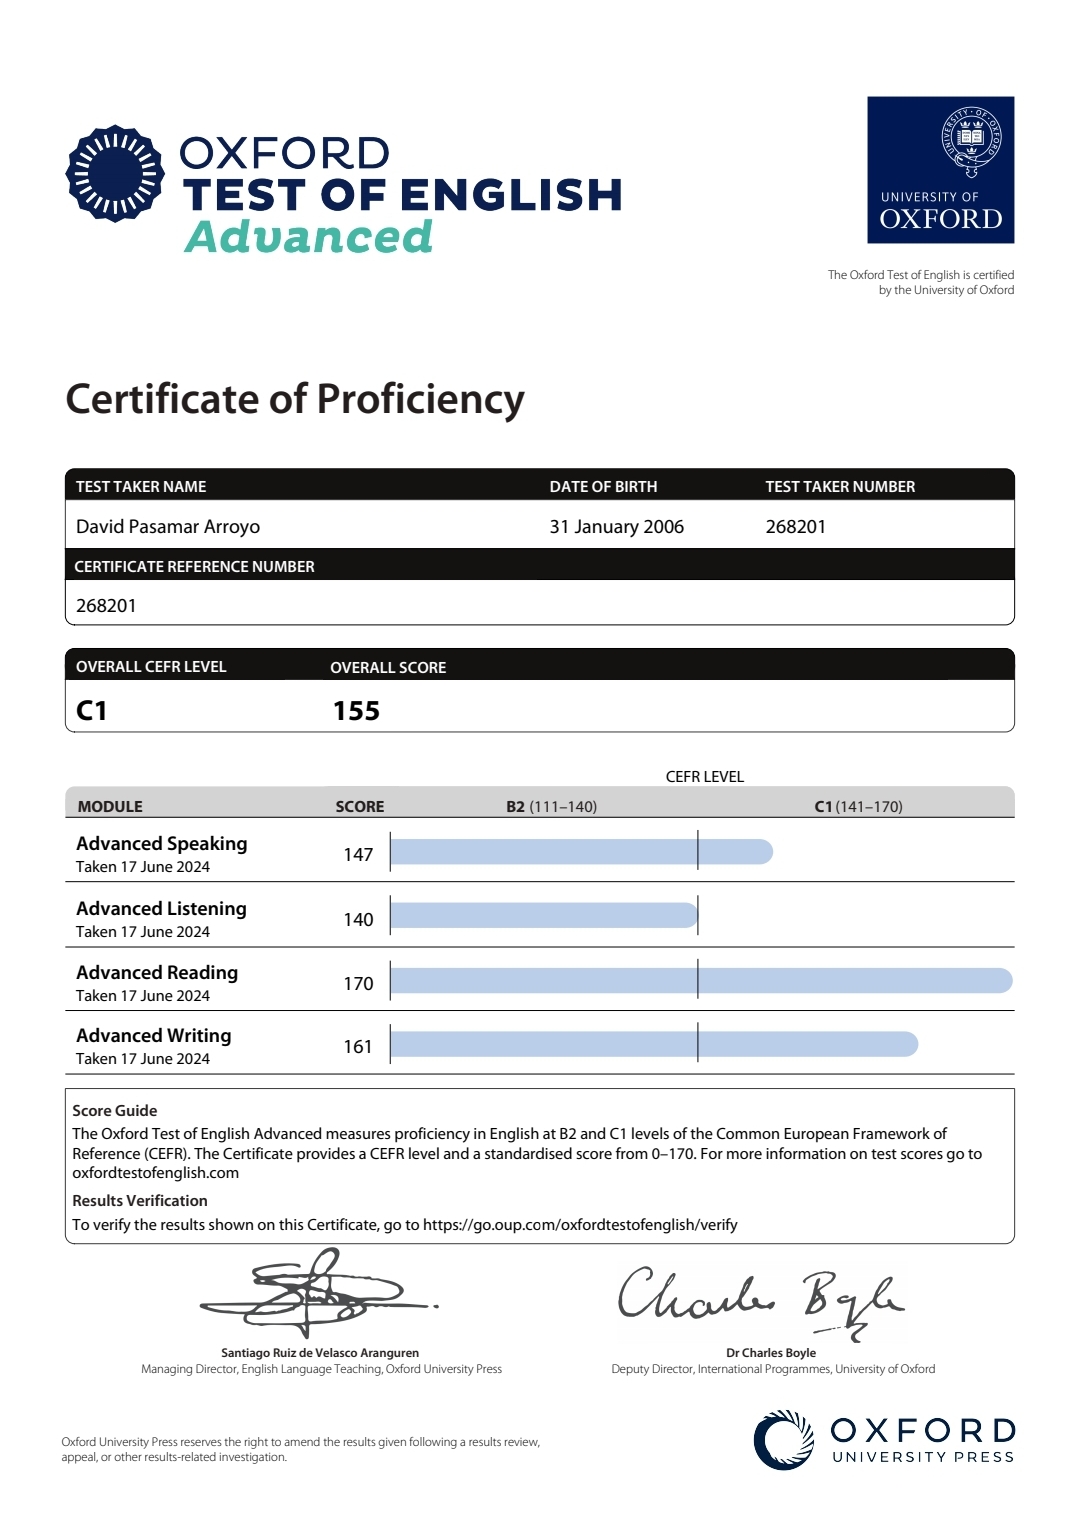 OXFORD
TEST OF ENGLISH
Advanced
UNIVERSITY · OF · OXFORD
UNIVERSITY OF
OXFORD
The Oxford Test of English is certified
by the University of Oxford
Certificate of Proficiency
TEST TAKER NAME DATE OF BIRTH TEST TAKER NUMBER
David Pasamar Arroyo 31 January 2006 268201
CERTIFICATE REFERENCE NUMBER
268201
OVERALL CEFR LEVEL OVERALL SCORE
C1 155
CEFR LEVEL
MODULE SCORE B2 (111–140) C1 (141–170)
Advanced Speaking 147
Taken 17 June 2024
Advanced Listening 140
Taken 17 June 2024
Advanced Reading 170
Taken 17 June 2024
Advanced Writing 161
Taken 17 June 2024
Score Guide
The Oxford Test of English Advanced measures proficiency in English at B2 and C1 levels of the Common European Framework of
Reference (CEFR). The Certificate provides a CEFR level and a standardised score from 0–170. For more information on test scores go to
oxfordtestofenglish.com
Results Verification
To verify the results shown on this Certificate, go to https://go.oup.com/oxfordtestofenglish/verify
Charles Boyle
Santiago Ruiz de Velasco Aranguren Dr Charles Boyle
Managing Director, English Language Teaching, Oxford University Press Deputy Director, International Programmes, University of Oxford
Oxford University Press reserves the right to amend the results given following a results review,
appeal, or other results-related investigation.
OXFORD
UNIVERSITY PRESS